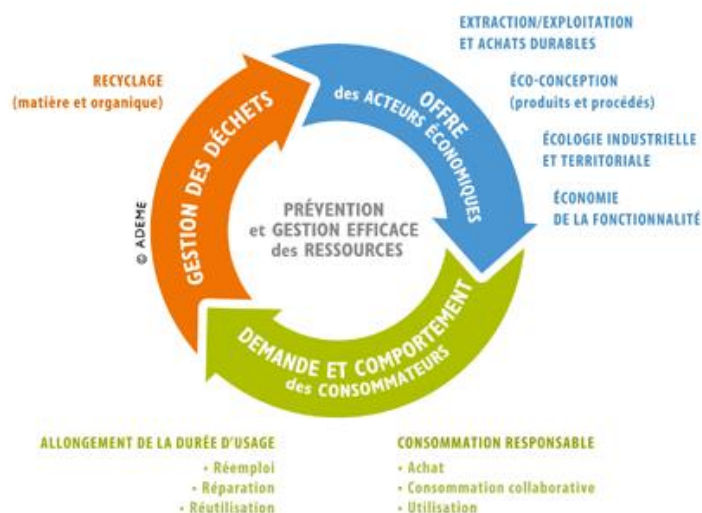 EXTRACTION/EXPLOITATION
ET ACHATS DURABLES
RECYCLAGE
(matière et organique)
ÉCO-CONCEPTION
(produits et procédés)
ÉCOLOGIE INDUSTRIELLE
ET TERRITORIALE
ÉCONOMIE
DE LA FONCTIONNALITÉ
OFFRE
des ACTEURS ÉCONOMIQUES
GESTION DES DÉCHETS
PRÉVENTION
et GESTION EFFICACE
des RESSOURCES
© ADEME
DEMANDE ET COMPORTEMENT
des CONSOMMATEURS
ALLONGEMENT DE LA DURÉE D'USAGE
• Réemploi
• Réparation
• Réutilisation
CONSOMMATION RESPONSABLE
• Achat
• Consommation collaborative
• Utilisation